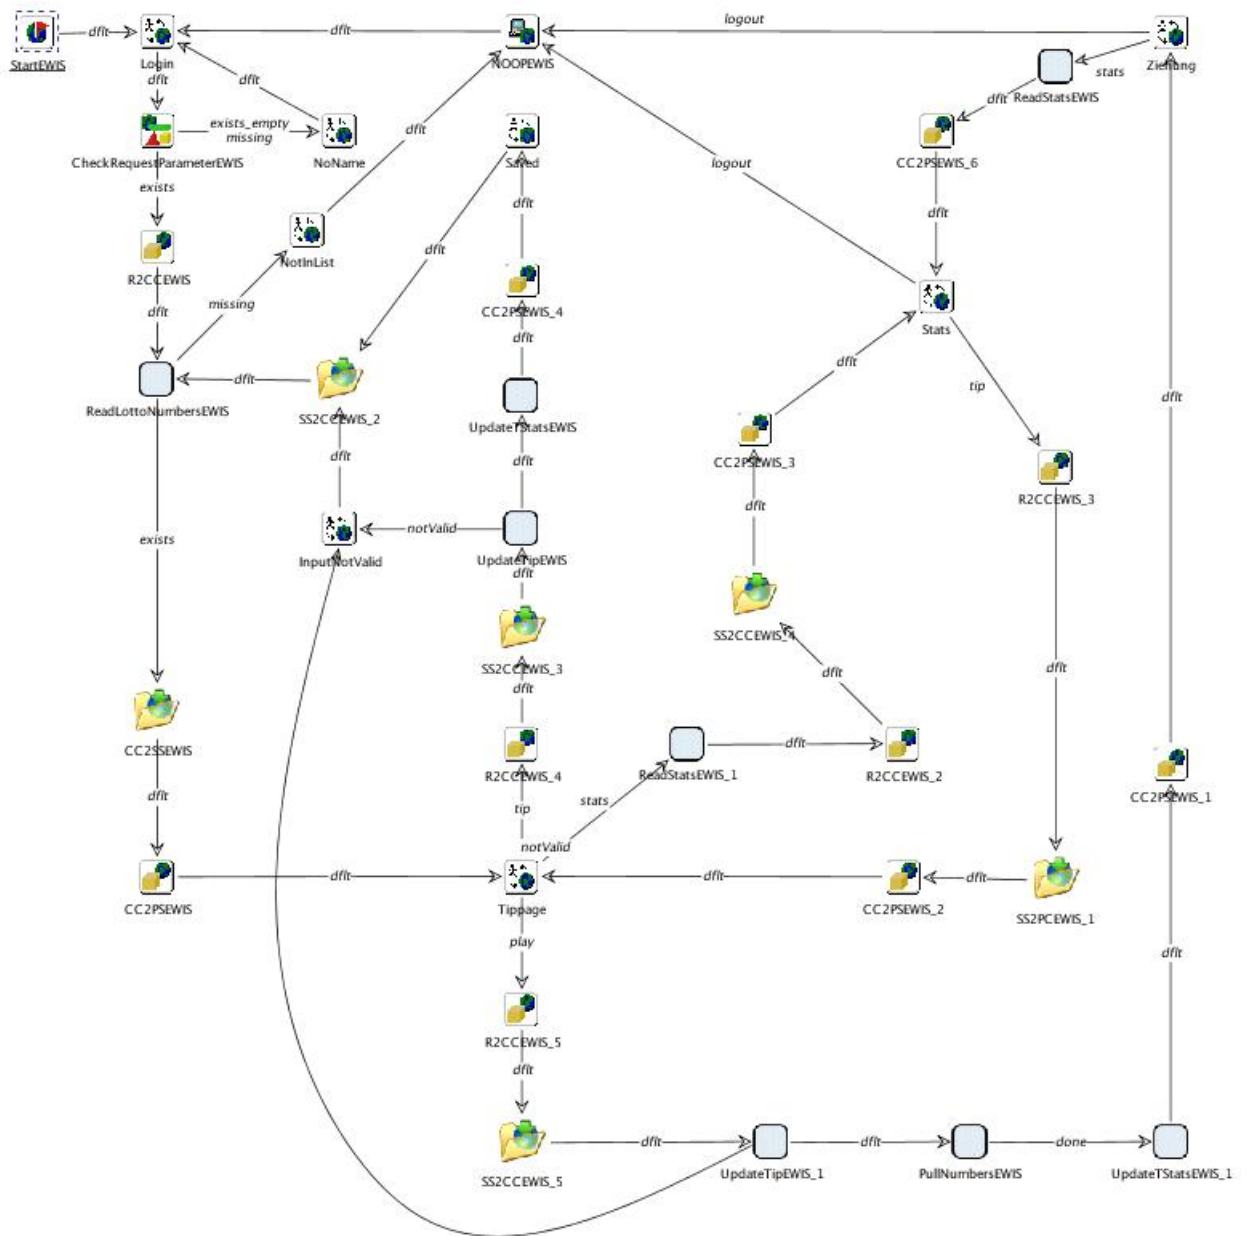 logout
dflt
dflt
StartEWIS
Login
NOOPEWIS
Ziehung
dflt
dflt
stats
dflt
ReadStatsEWIS
exists_empty
missing
dflt
CheckRequestParameterEWIS
NoName
Saved
CC2PSEWIS_6
logout
exists
dflt
dflt
dflt
NotInList
R2CCEWIS
missing
dflt
CC2PSEWIS_4
Stats
dflt
dflt
dflt
tip
dflt
ReadLottoNumbersEWIS
SS2CCEWIS_2
UpdateTStatsEWIS
dflt
dflt
dflt
CC2PSEWIS_3
R2CCEWIS_3
dflt
exists
notValid
InputNotValid
UpdateTipEWIS
dflt
SS2CCEWIS_4
SS2CCEWIS_3
dflt
dflt
dflt
CC2SSEWIS
R2CCEWIS_4
dflt
ReadStatsEWIS_1
R2CCEWIS_2
CC2PSEWIS_1
dflt
tip
stats
notValid
dflt
dflt
dflt
CC2PSEWIS
Tippage
CC2PSEWIS_2
SS2PCEWIS_1
play
dflt
R2CCEWIS_5
dflt
dflt
dflt
done
SS2CCEWIS_5
UpdateTipEWIS_1
PullNumbersEWIS
UpdateTStatsEWIS_1